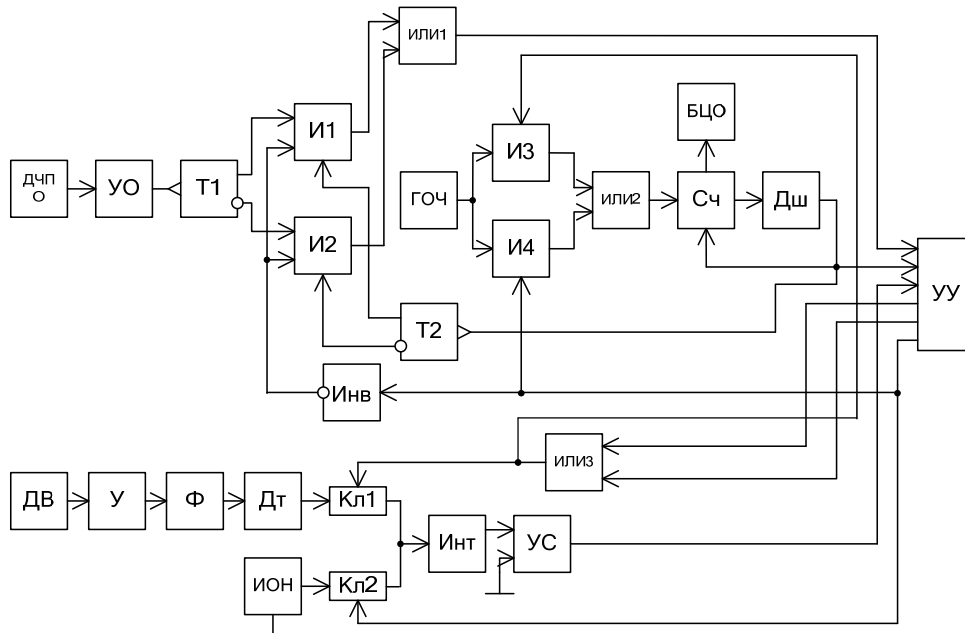 ИЛИ1
И1
И3
БЦО
ДЧП
О
УО
Т1
ГОЧ
ИЛИ2
Сч
Дш
И2
И4
УУ
Т2
Инв
ИЛИ3
ДВ
У
Ф
Дт
Кл1
Инт
УС
ИОН
Кл2